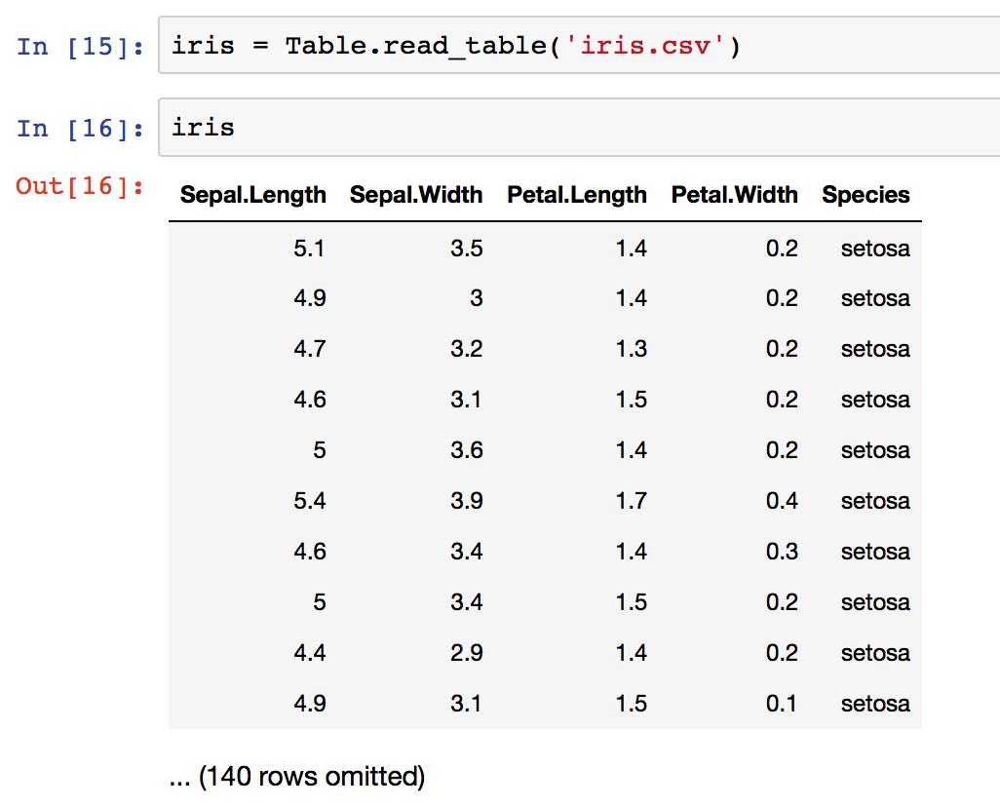 In [15]: iris = Table.read_table('iris.csv')
In [16]: iris
Out[16]:
Sepal.Length Sepal.Width Petal.Length Petal.Width Species
5.1 3.5 1.4 0.2 setosa
4.9 3 1.4 0.2 setosa
4.7 3.2 1.3 0.2 setosa
4.6 3.1 1.5 0.2 setosa
5 3.6 1.4 0.2 setosa
5.4 3.9 1.7 0.4 setosa
4.6 3.4 1.4 0.3 setosa
5 3.4 1.5 0.2 setosa
4.4 2.9 1.4 0.2 setosa
4.9 3.1 1.5 0.1 setosa
... (140 rows omitted)